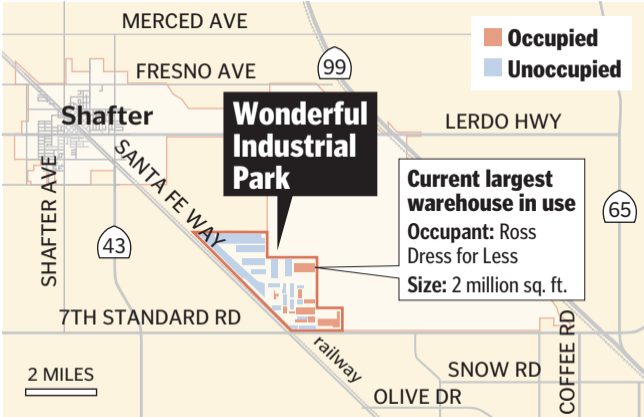 MERCED AVE
Occupied
Unoccupied
99
FRESNO AVE
Shafter
Wonderful
Industrial
Park
LERDO HWY
SANTA FE WAY
SHAFTER AVE
Current largest
warehouse in use
Occupant: Ross
Dress for Less
Size: 2 million sq. ft.
65
43
7TH STANDARD RD
railway
COFFEE RD
SNOW RD
2 MILES
OLIVE DR